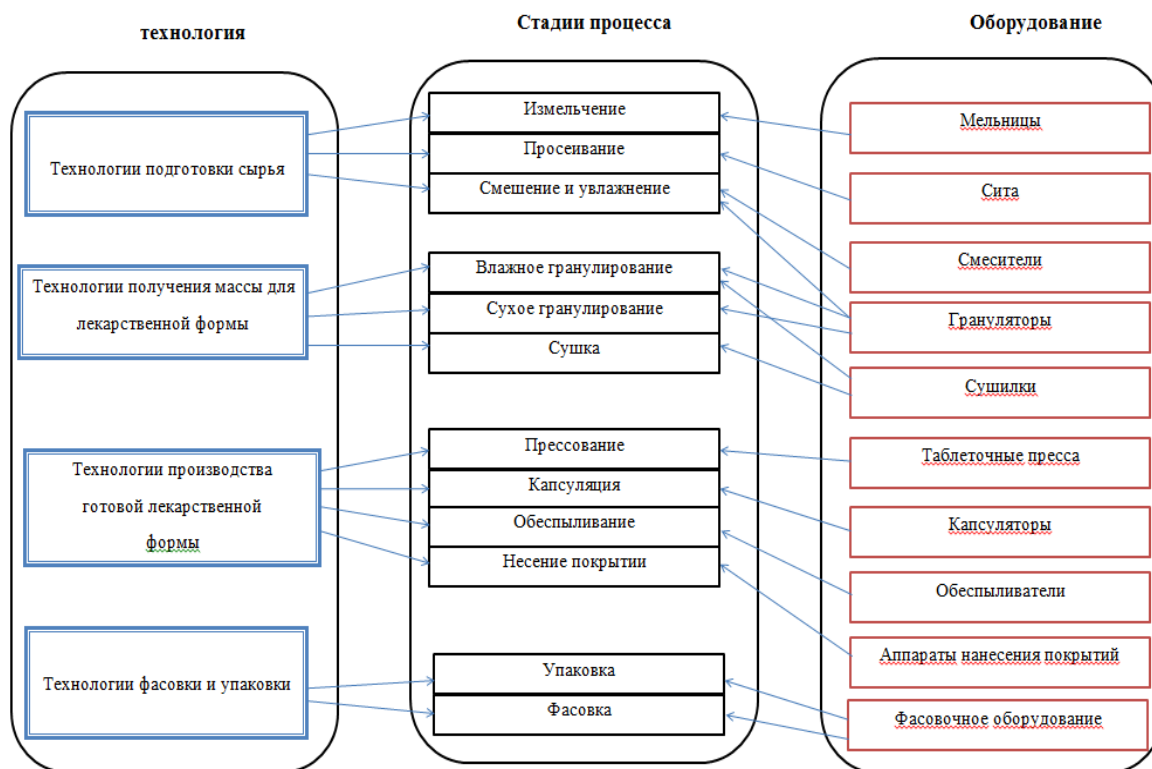 технология
Стадии процесса
Оборудование
Технологии подготовки сырья
Технологии получения массы для
лекарственной формы
Технологии производства
готовой лекарственной
формы
Технологии фасовки и упаковки
Измельчение
Просеивание
Смешение и увлажнение
Влажное гранулирование
Сухое гранулирование
Сушка
Прессование
Капсуляция
Обеспыливание
Несение покрытии
Упаковка
Фасовка
Мельницы
Сита
Смесители
Грануляторы
Сушилки
Таблеточные пресса
Капсуляторы
Обеспыливатели
Аппараты нанесения покрытий
Фасовочное оборудование